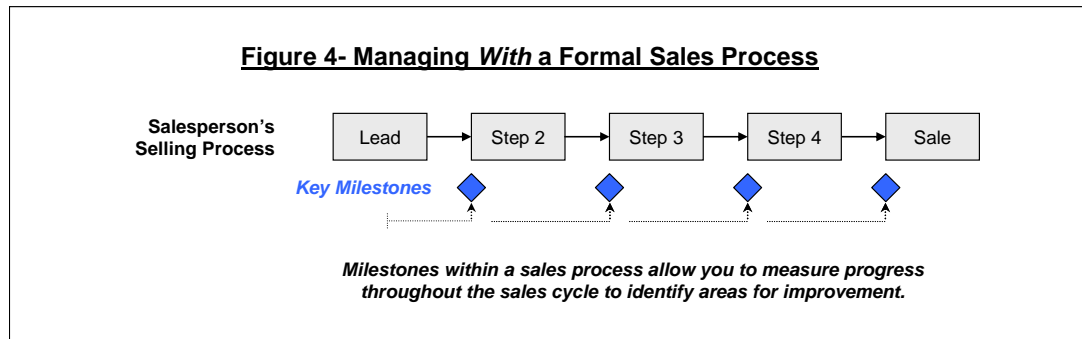 Figure 4- Managing With a Formal Sales Process
Salesperson's
Selling Process
Lead
Step 2
Step 3
Step 4
Sale
Key Milestones
Milestones within a sales process allow you to measure progress
throughout the sales cycle to identify areas for improvement.